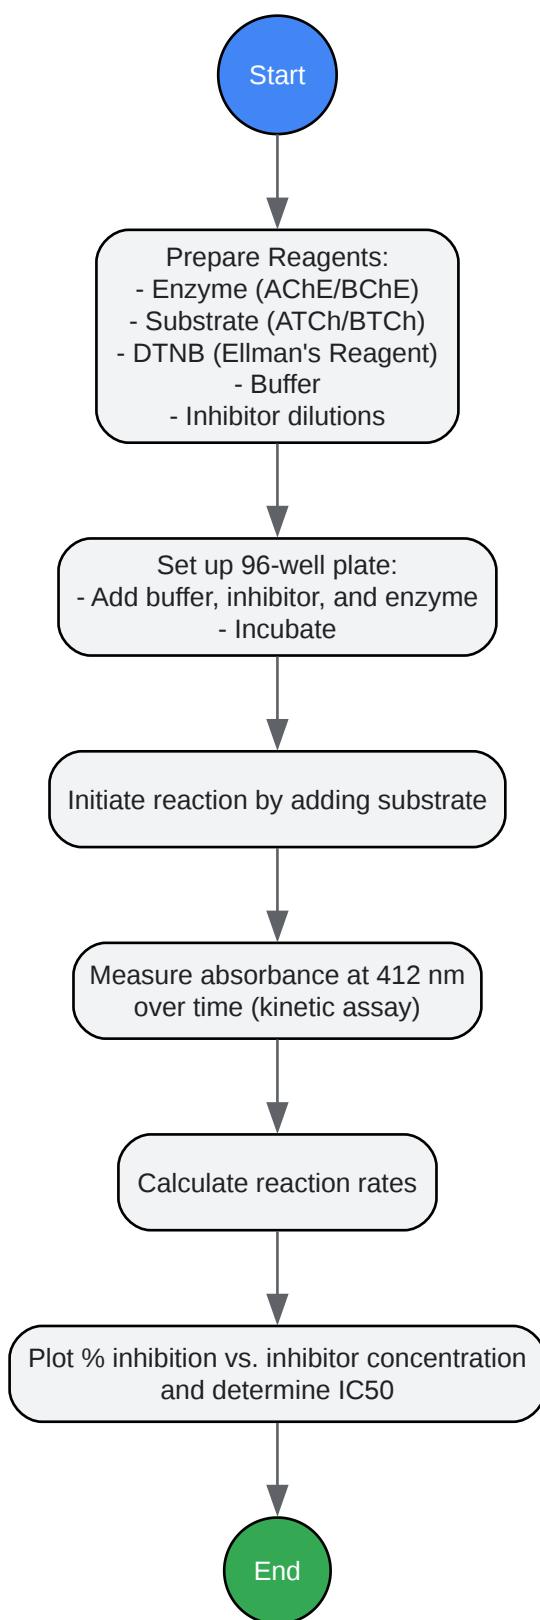 Start
Prepare Reagents:
- Enzyme (AChE/BChE)
- Substrate (ATCh/BTCh)
- DTNB (Ellman's Reagent)
- Buffer
- Inhibitor dilutions
Set up 96-well plate:
- Add buffer, inhibitor, and enzyme
- Incubate
Initiate reaction by adding substrate
Measure absorbance at 412 nm
over time (kinetic assay)
Calculate reaction rates
Plot % inhibition vs. inhibitor concentration
and determine IC50
End